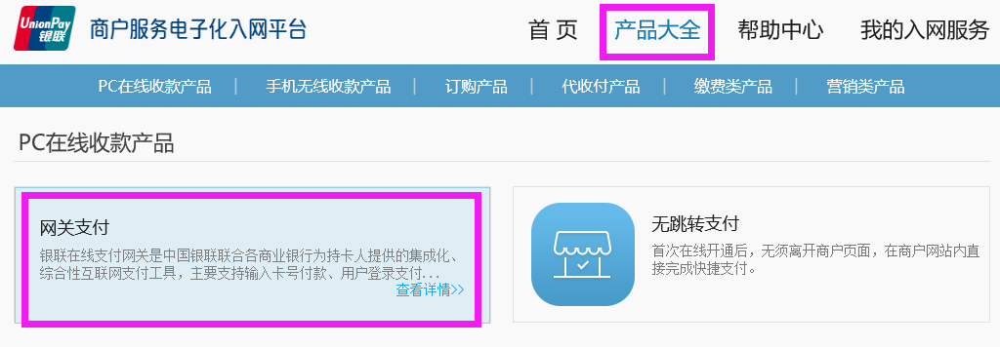 UnionPay
银联
商户服务电子化入网平台
首 页 产品大全 帮助中心 我的入网服务
PC在线收款产品 | 手机无线收款产品 | 订购产品 | 代收付产品 | 缴费类产品 | 营销类产品
PC在线收款产品
网关支付
银联在线支付网关是中国银联联合各商业银行为持卡人提供的集成化、
综合性互联网支付工具，主要支持输入卡号付款、用户登录支付...
查看详情>>
无跳转支付
首次在线开通后，无须离开商户页面，在商户网站内直
接完成快捷支付。